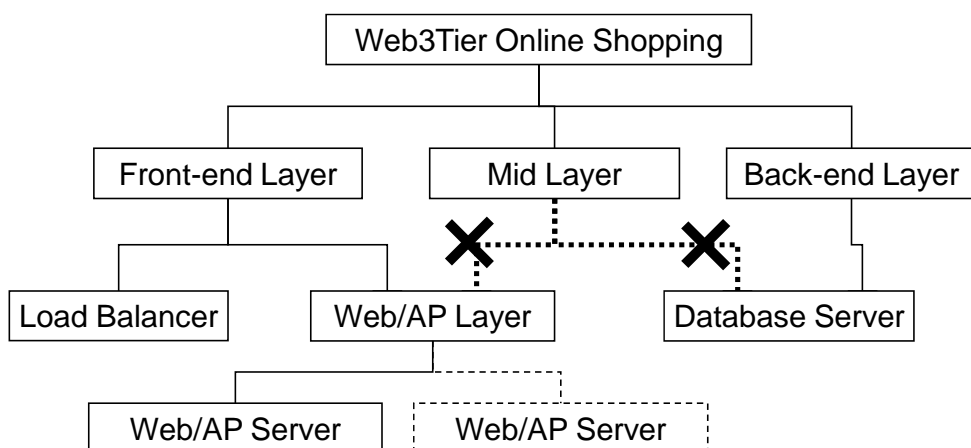 Web3Tier Online Shopping
Front-end Layer
Mid Layer
Back-end Layer
Load Balancer
Web/AP Layer
Database Server
Web/AP Server
Web/AP Server